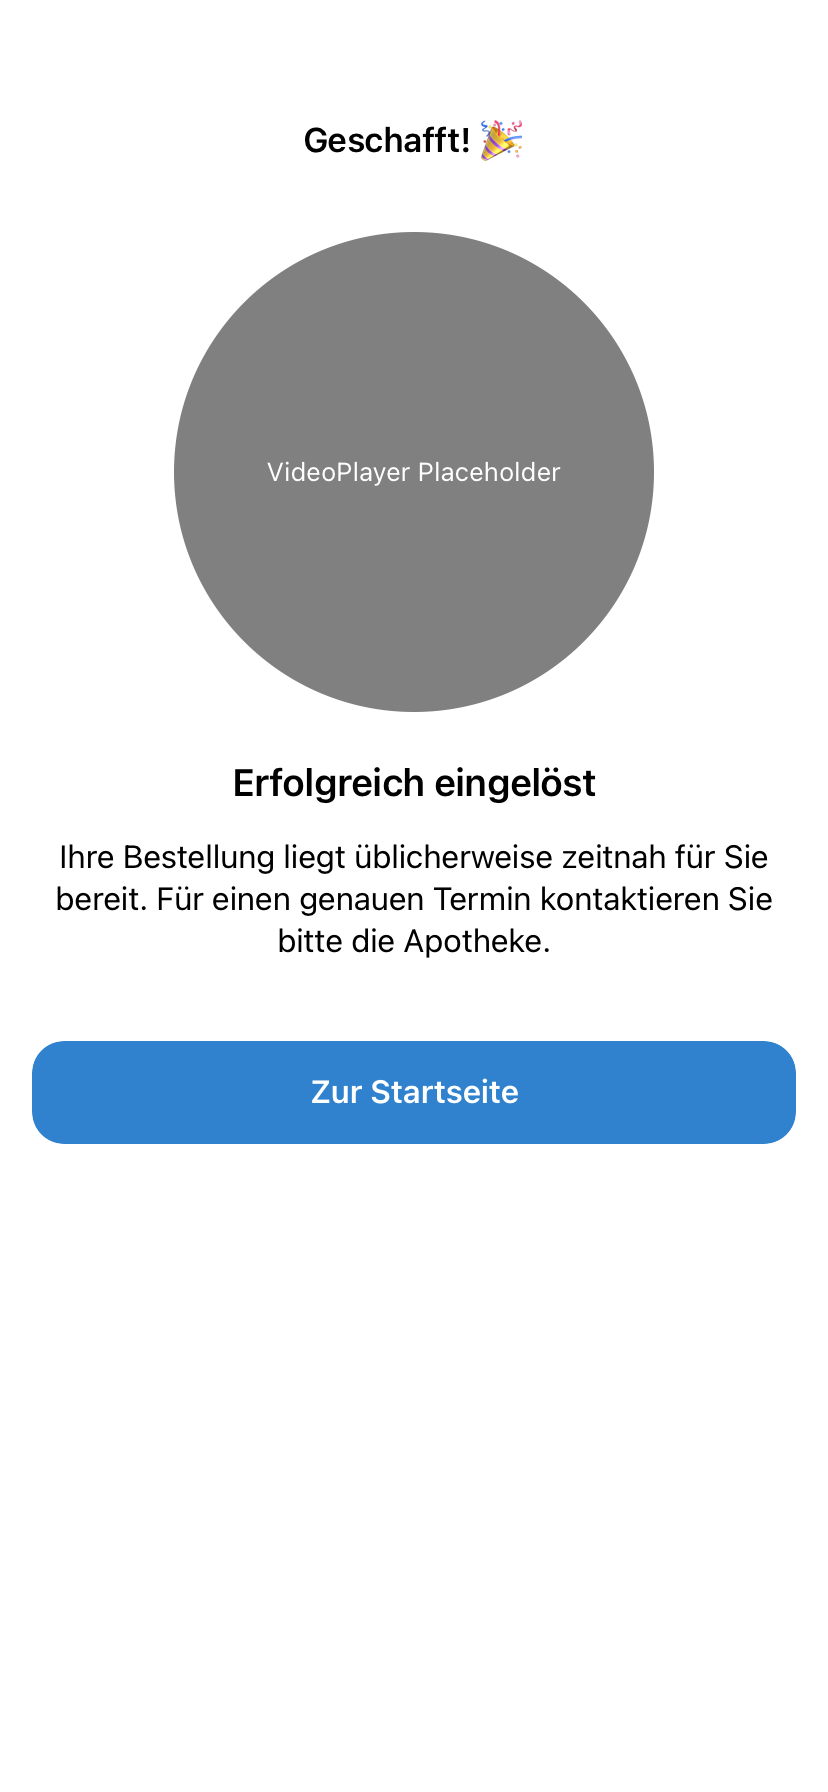 Geschafft! 🎉
VideoPlayer Placeholder
Erfolgreich eingelöst
Ihre Bestellung liegt üblicherweise zeitnah für Sie
bereit. Für einen genauen Termin kontaktieren Sie
bitte die Apotheke.
Zur Startseite